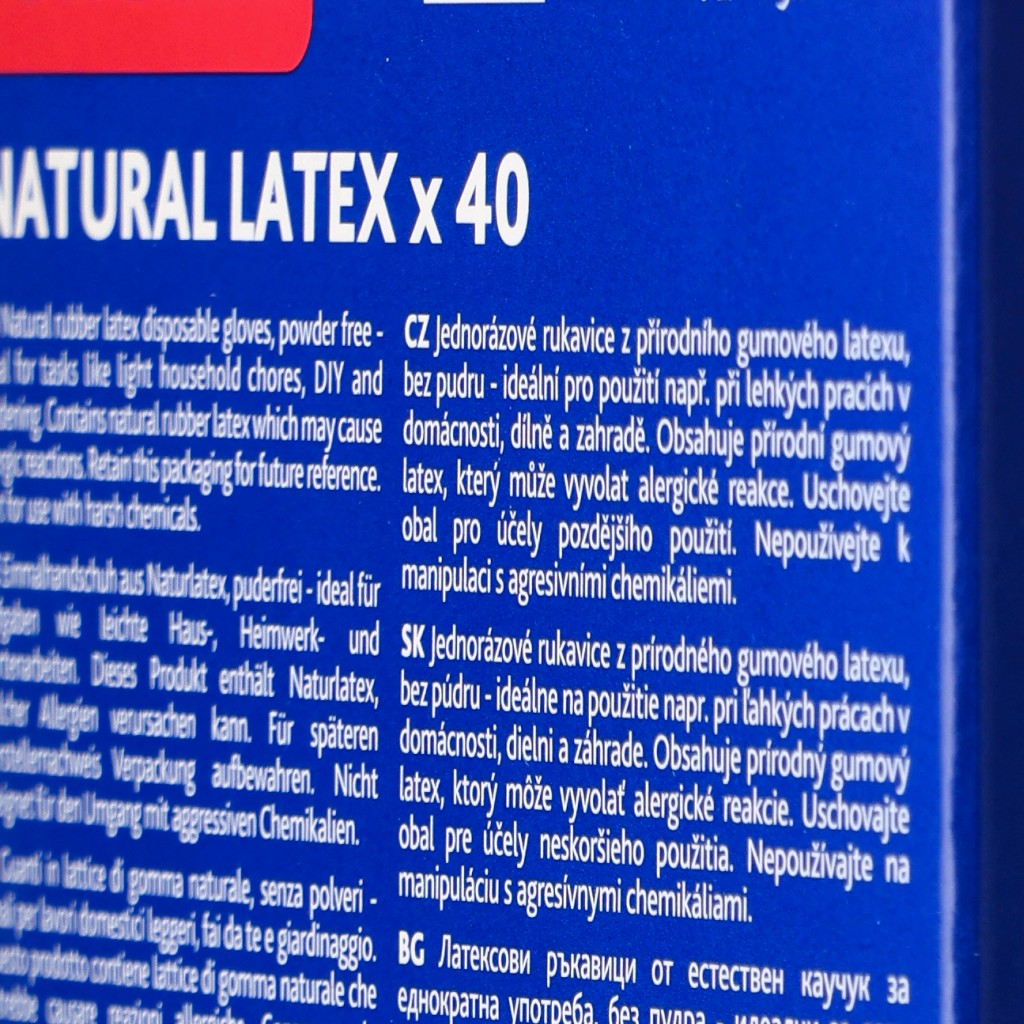 NATURAL LATEX x 40
Natural rubber latex disposable gloves, powder free -
for tasks like light household chores, DIY and
Contains natural rubber latex which may cause
reactions. Retain this packaging for future reference.
for use with harsh chemicals.
Einmalhandschuh aus Naturlatex, puderfrei - ideal für
wie leichte Haus-, Heimwerk- und
Dieses Produkt enthält Naturlatex,
Allergien verursachen kann. Für späteren
Verpackung aufbewahren. Nicht
für den Umgang mit aggressiven Chemikalien.
Guanti in lattice di gomma naturale, senza polveri -
per lavori domestici leggeri, fai da te e giardinaggio.
prodotto contiene lattice di gomma naturale che
causare reazioni allergiche.
CZ Jednorázové rukavice z přírodního gumového latexu,
bez pudru - ideální pro použití např. při lehkých pracích v
domácnosti, dílně a zahradě. Obsahuje přírodní gumový
latex, který může vyvolat alergické reakce. Uschovejte
obal pro účely pozdějšího použití. Nepoužívejte k
manipulaci s agresivními chemikáliemi.
SK Jednorázové rukavice z prírodného gumového latexu,
bez púdru - ideálne na použitie napr. pri ľahkých prácach v
domácnosti, dielni a záhrade. Obsahuje prírodný gumový
latex, ktorý môže vyvolať alergické reakcie. Uschovajte
obal pre účely neskoršieho použitia. Nepoužívajte na
manipuláciu s agresívnymi chemikáliami.
BG Латексови ръкавици от естествен каучук за
еднократна употреба, без пудра -